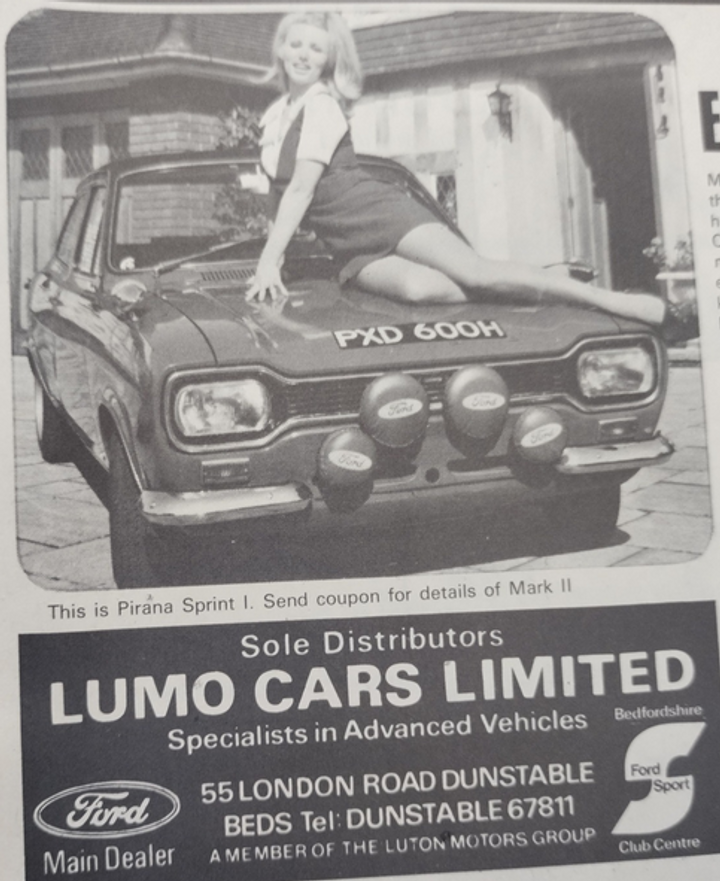 PXD 600H
Ford
Ford
Ford
Ford
This is Pirana Sprint I. Send coupon for details of Mark II
Sole Distributors
LUMO CARS LIMITED
Specialists in Advanced Vehicles
Bedfordshire
Ford
Sport
Club Centre
Ford
Main Dealer
55 LONDON ROAD DUNSTABLE
BEDS Tel: DUNSTABLE 67811
A MEMBER OF THE LUTON MOTORS GROUP